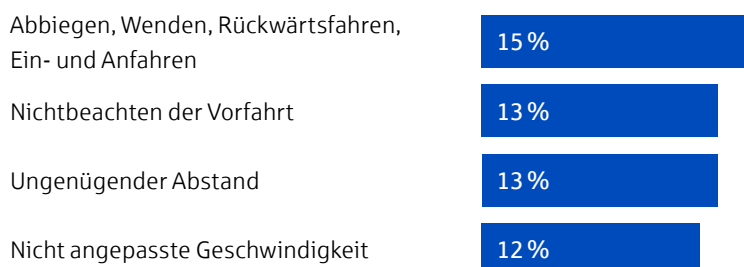 Abbiegen, Wenden, Rückwärtsfahren,
Ein- und Anfahren
15 %
Nichtbeachten der Vorfahrt
13 %
Ungenügender Abstand
13 %
Nicht angepasste Geschwindigkeit
12 %